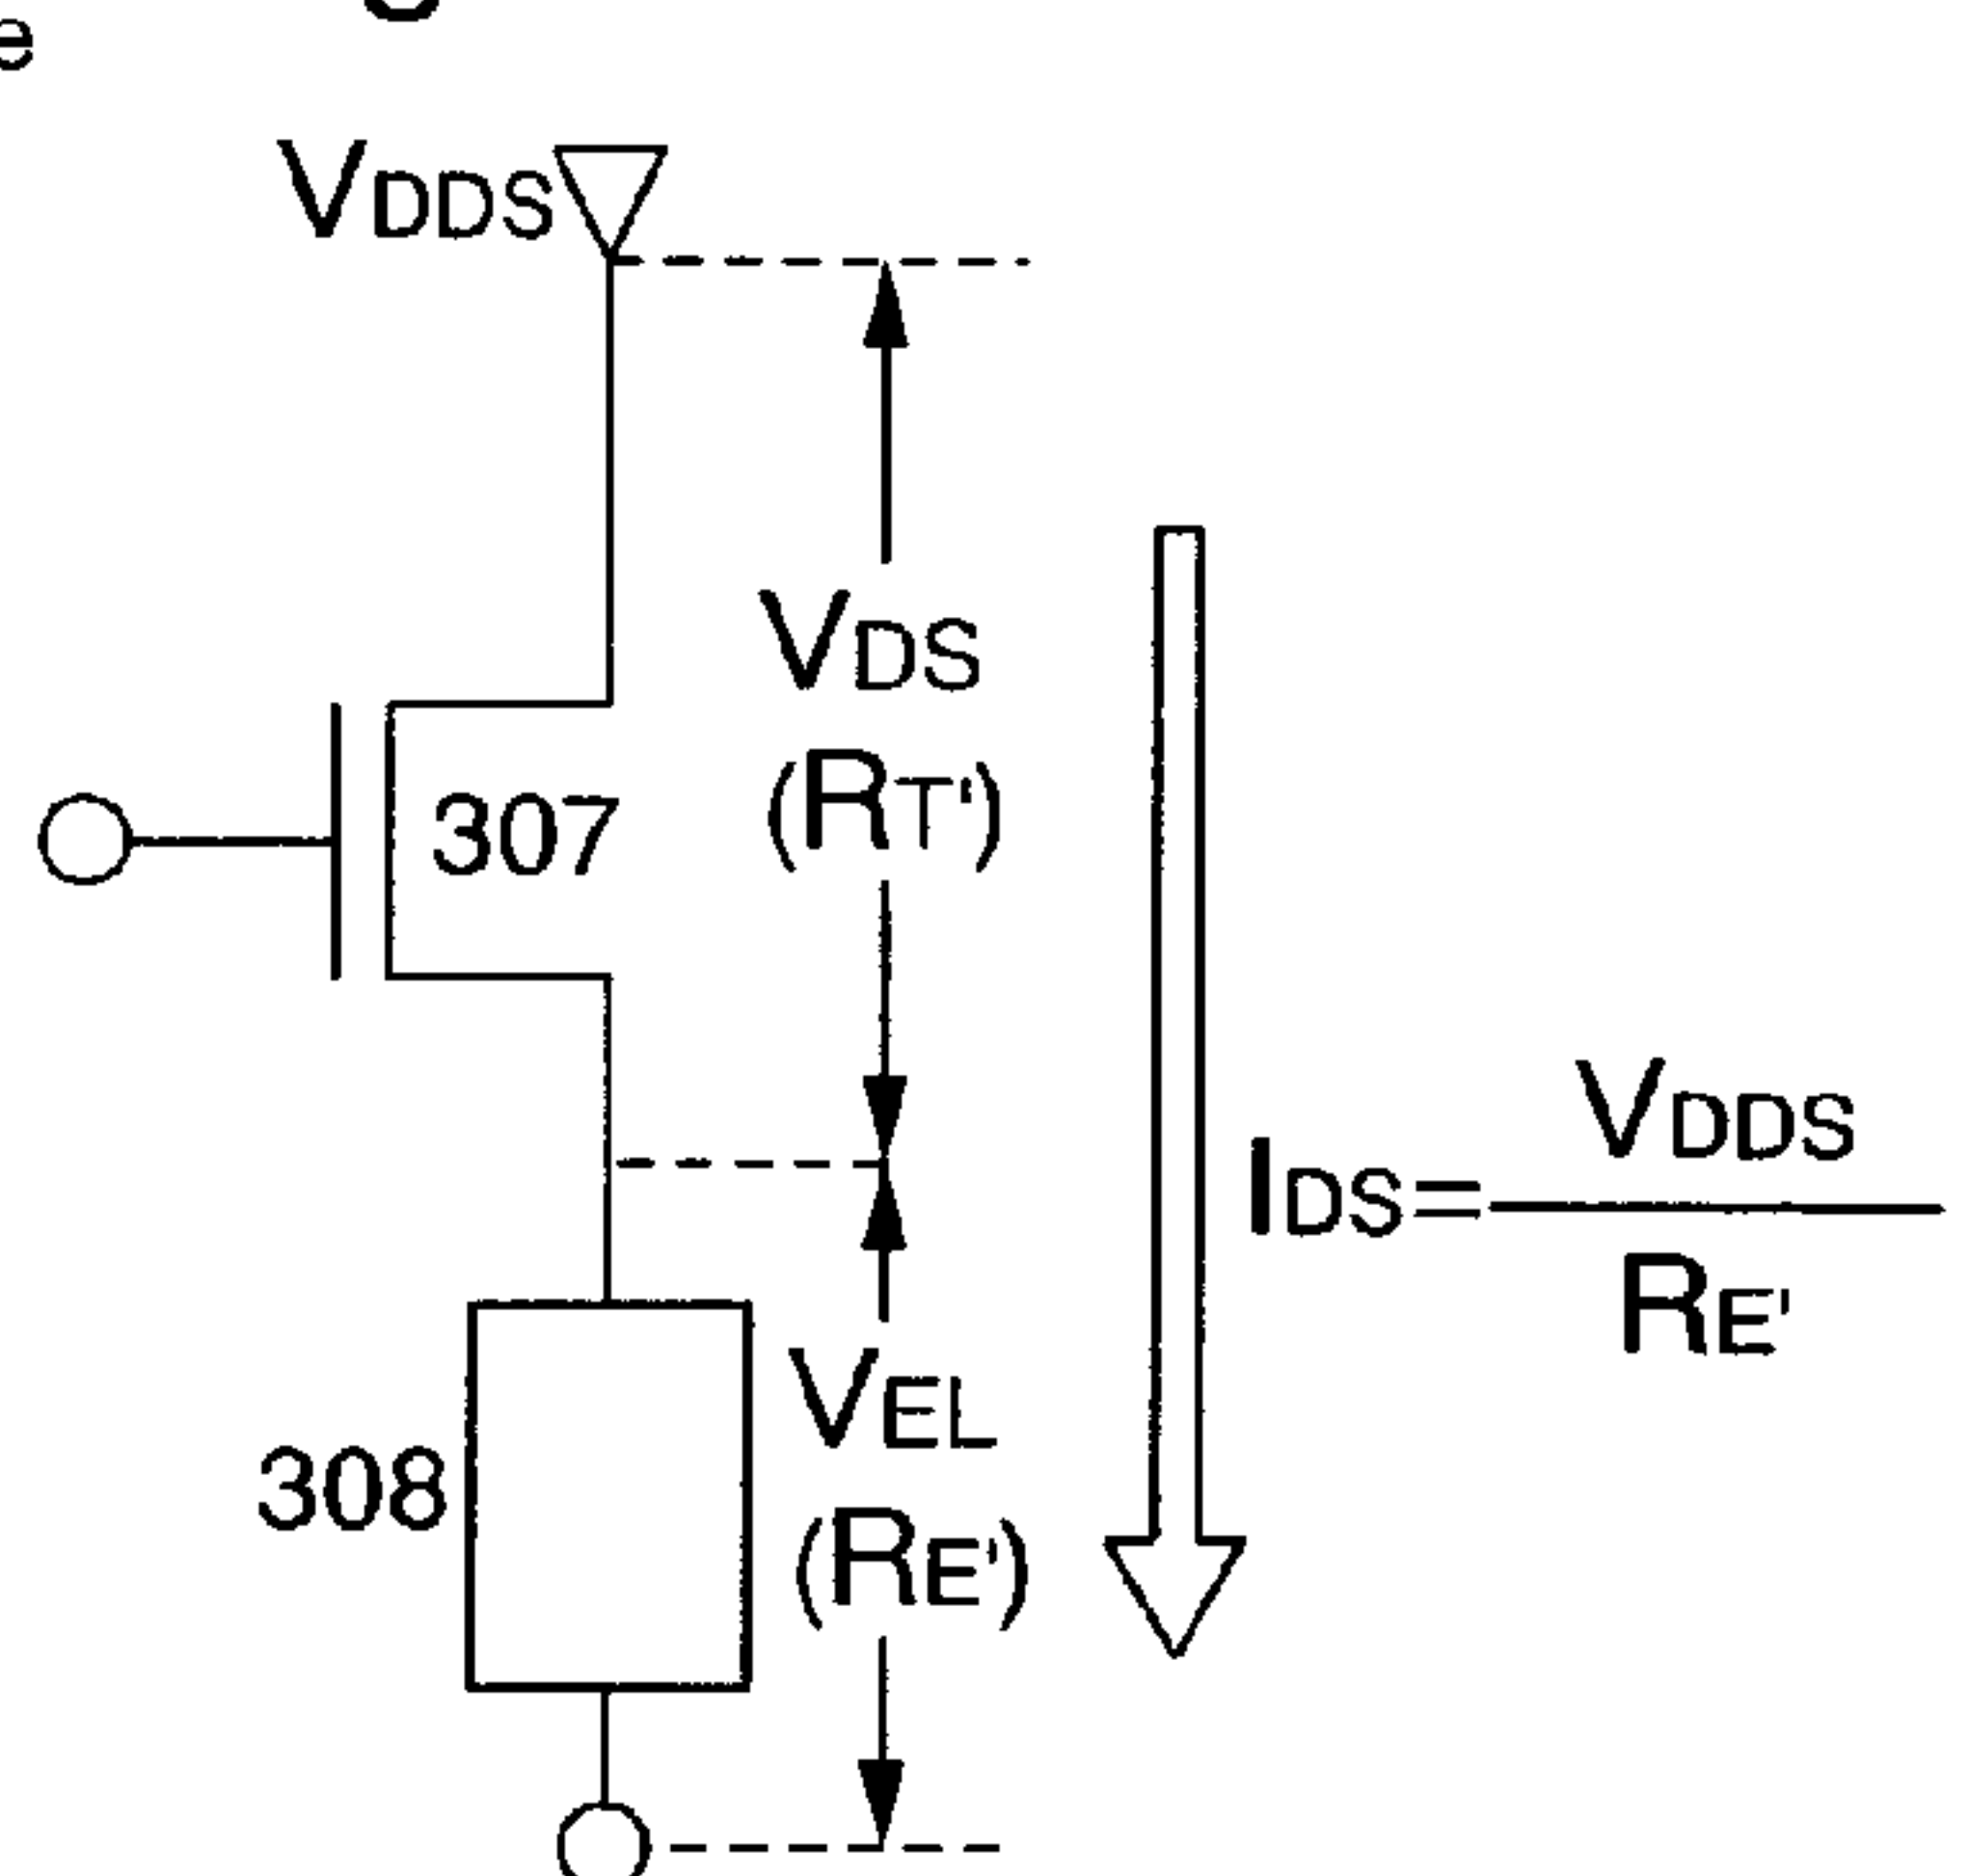 e
VDDS
VDS
(RT')
307
IDS=VDDS/RE'
VEL
(RE')
308